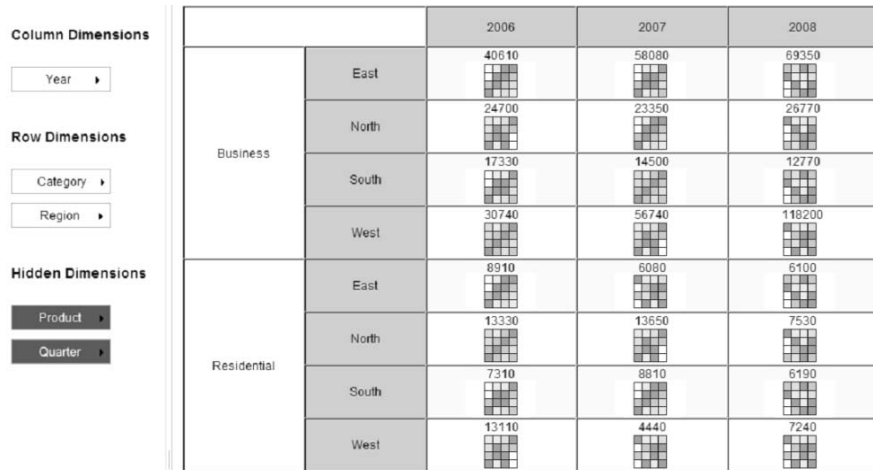 Column Dimensions
Year
Row Dimensions
Category
Region
Hidden Dimensions
Product
Quarter
2006 2007 2008
Business
East 40610 58080 69350
North 24700 23350 26770
South 17330 14500 12770
West 30740 56740 118200
Residential
East 8910 6080 6100
North 13330 13650 7530
South 7310 8810 6190
West 13110 4440 7240